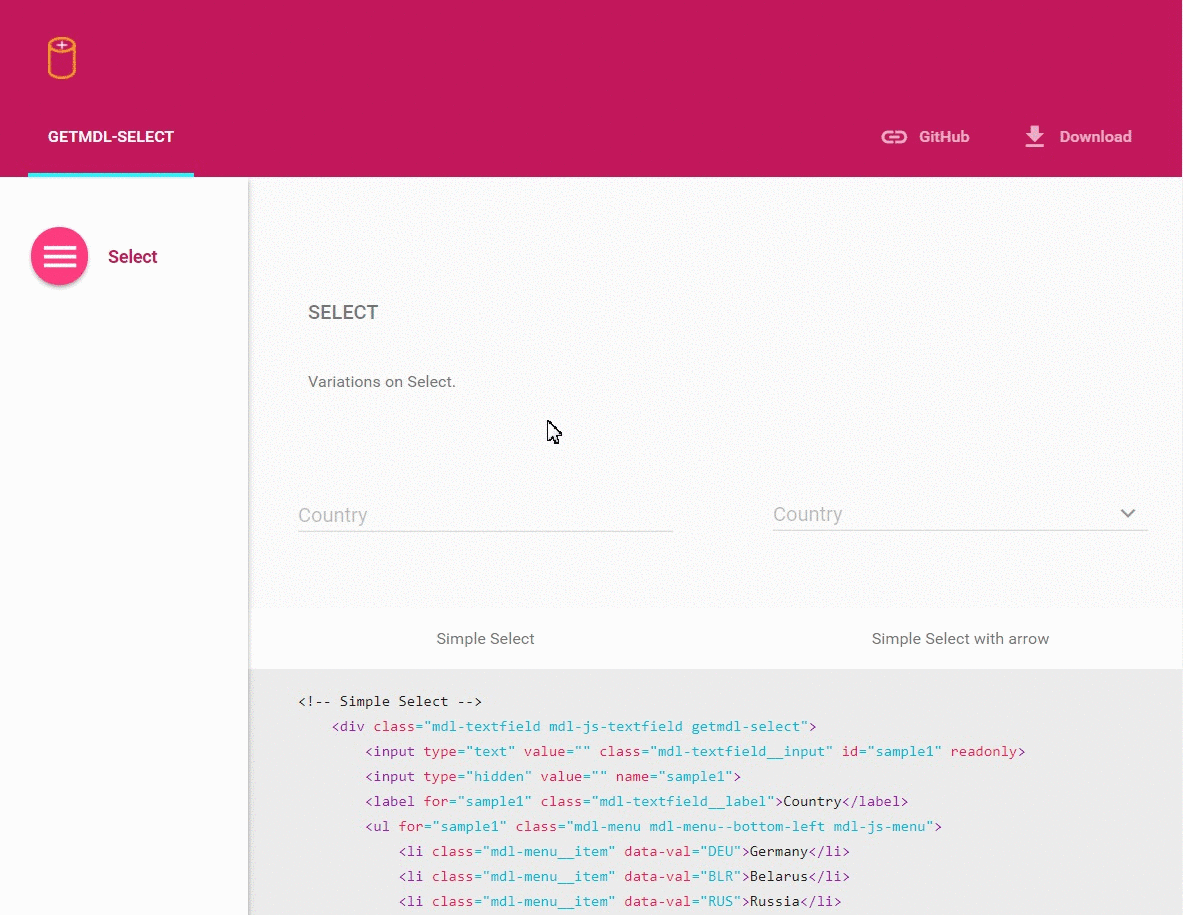 GETMDL-SELECT
GitHub
Download
Select
SELECT
Variations on Select.
Country
Country
Simple Select
Simple Select with arrow
<!-- Simple Select -->
<div class="mdl-textfield mdl-js-textfield getmdl-select">
<input type="text" value="" class="mdl-textfield__input" id="sample1" readonly>
<input type="hidden" value="" name="sample1">
<label for="sample1" class="mdl-textfield__label">Country</label>
<ul for="sample1" class="mdl-menu mdl-menu--bottom-left mdl-js-menu">
<li class="mdl-menu__item" data-val="DEU">Germany</li>
<li class="mdl-menu__item" data-val="BLR">Belarus</li>
<li class="mdl-menu__item" data-val="RUS">Russia</li>